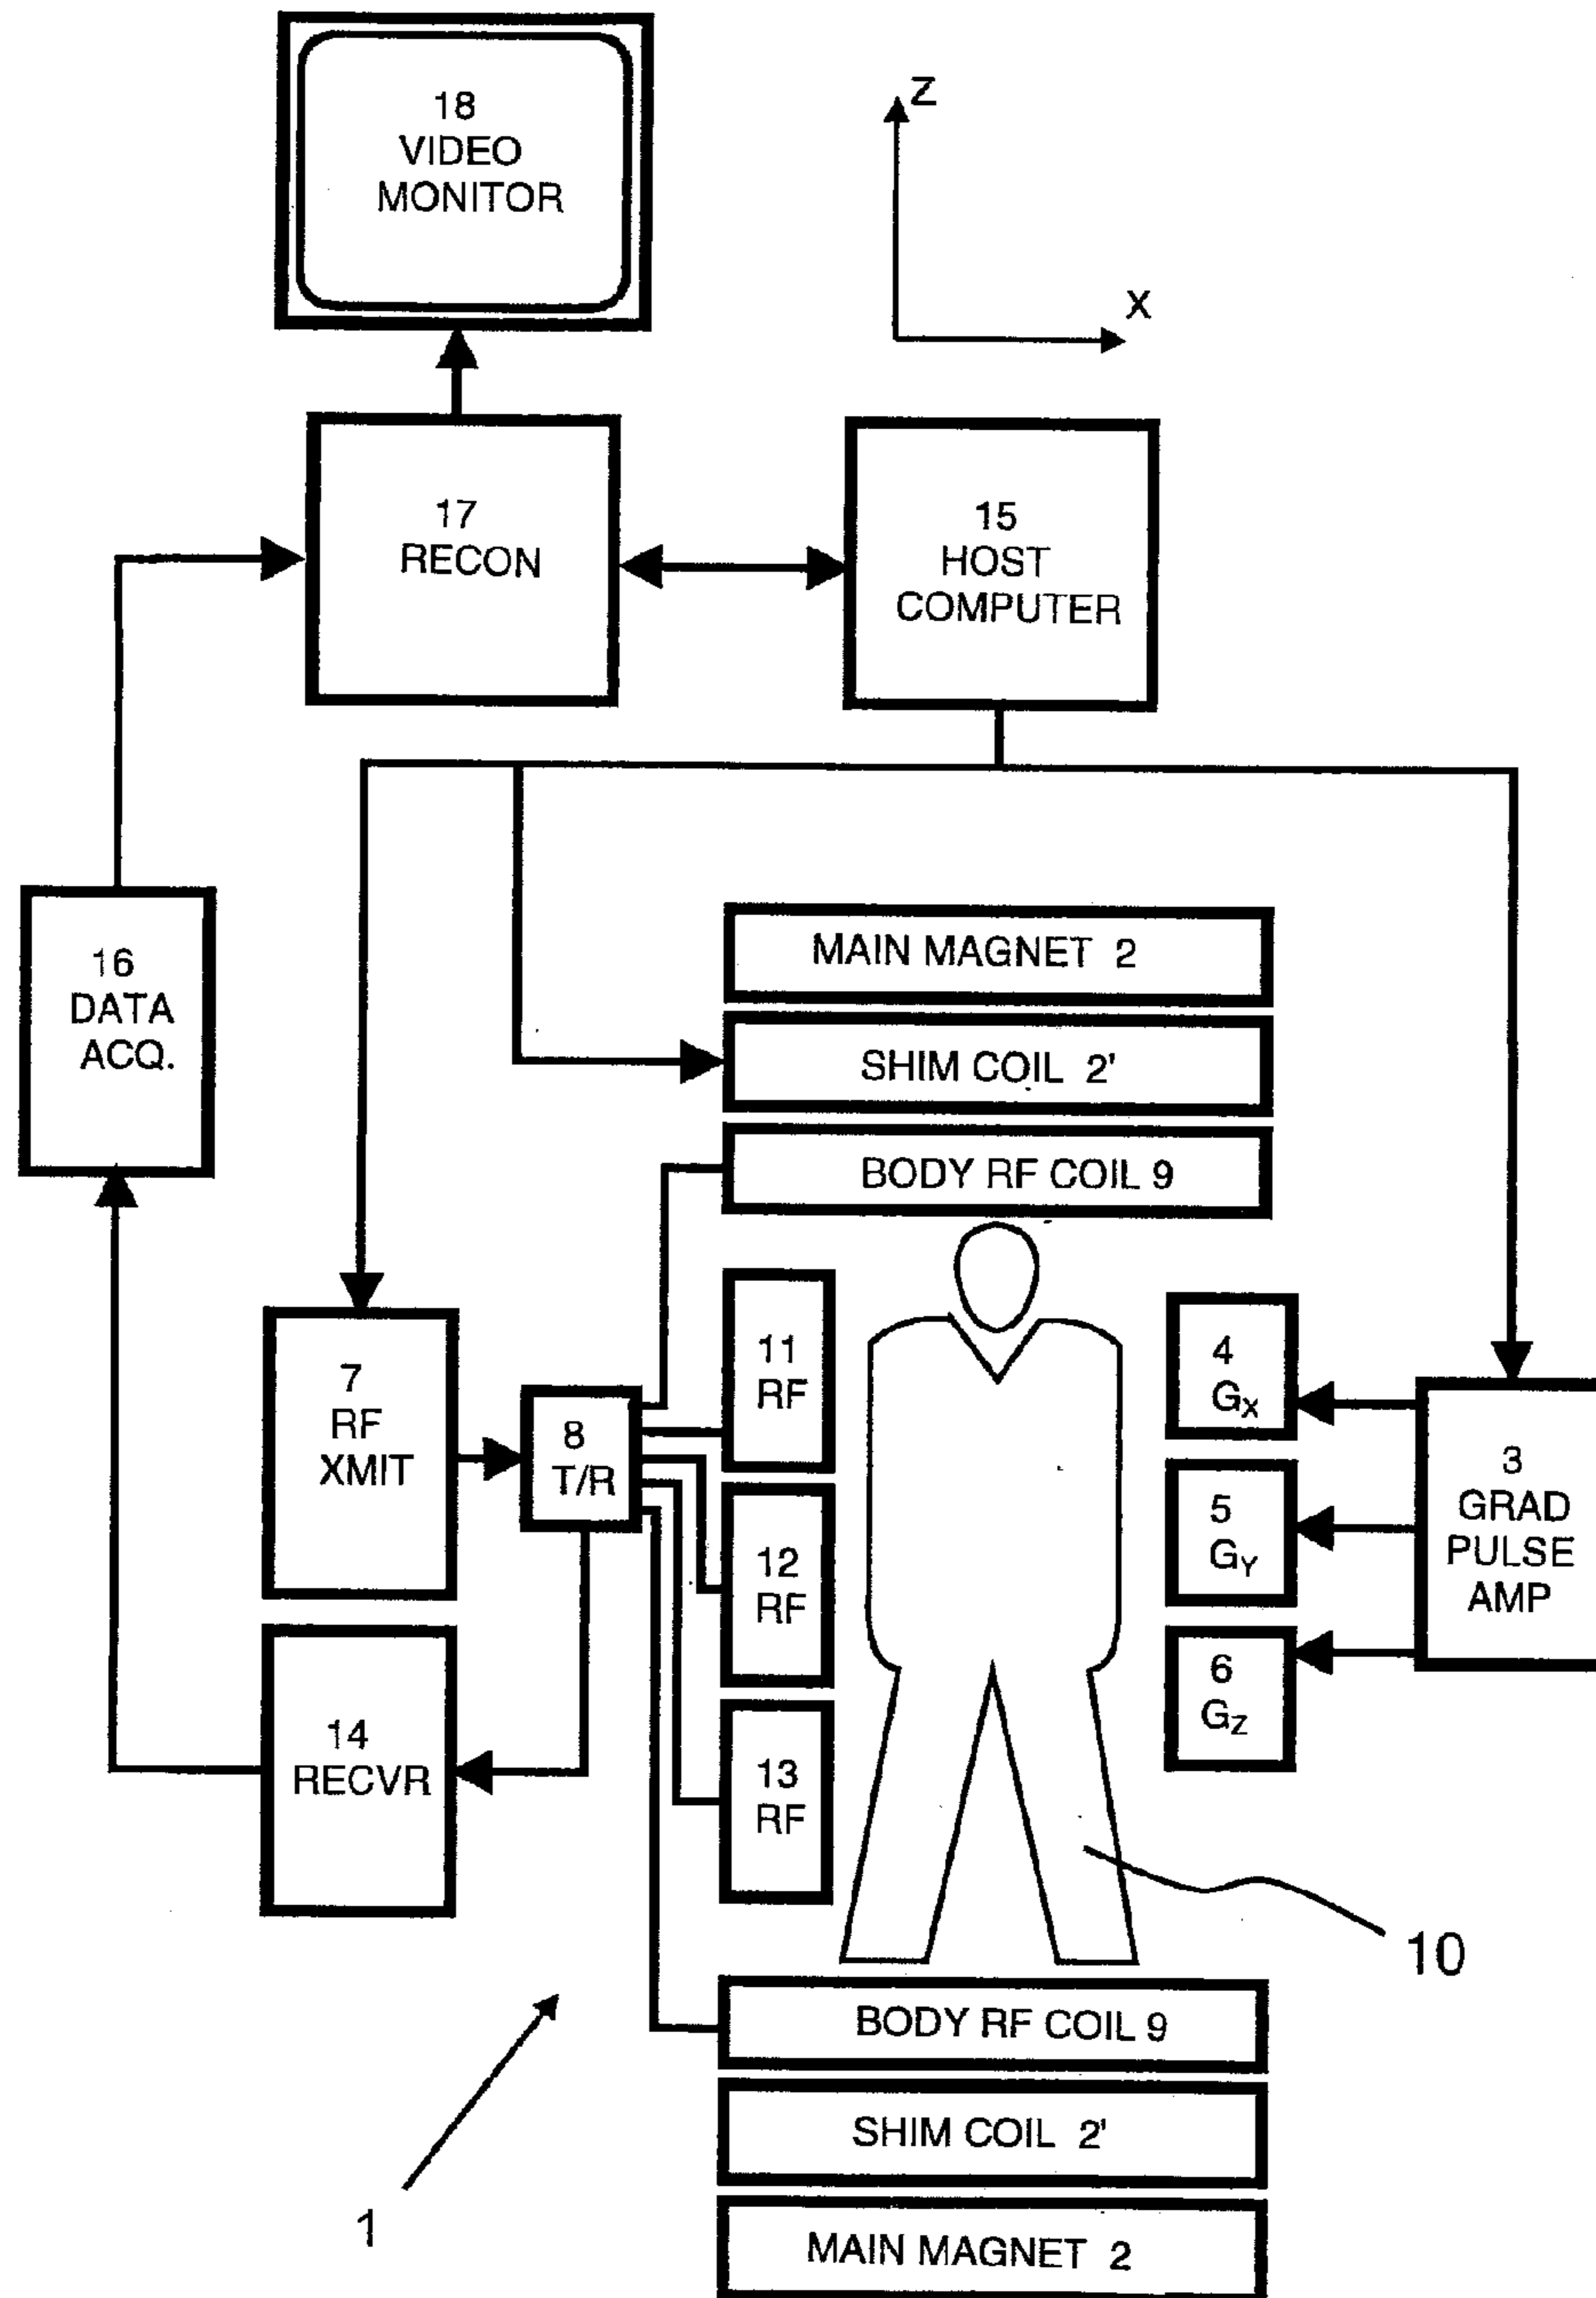 18
VIDEO
MONITOR
Z
X
17
RECON
15
HOST
COMPUTER
16
DATA
ACQ.
MAIN MAGNET 2
SHIM COIL 2'
BODY RF COIL 9
7
RF
XMIT
8
T/R
11
RF
12
RF
13
RF
4
GX
5
GY
6
GZ
3
GRAD
PULSE
AMP
14
RECVR
10
BODY RF COIL 9
SHIM COIL 2'
MAIN MAGNET 2
1